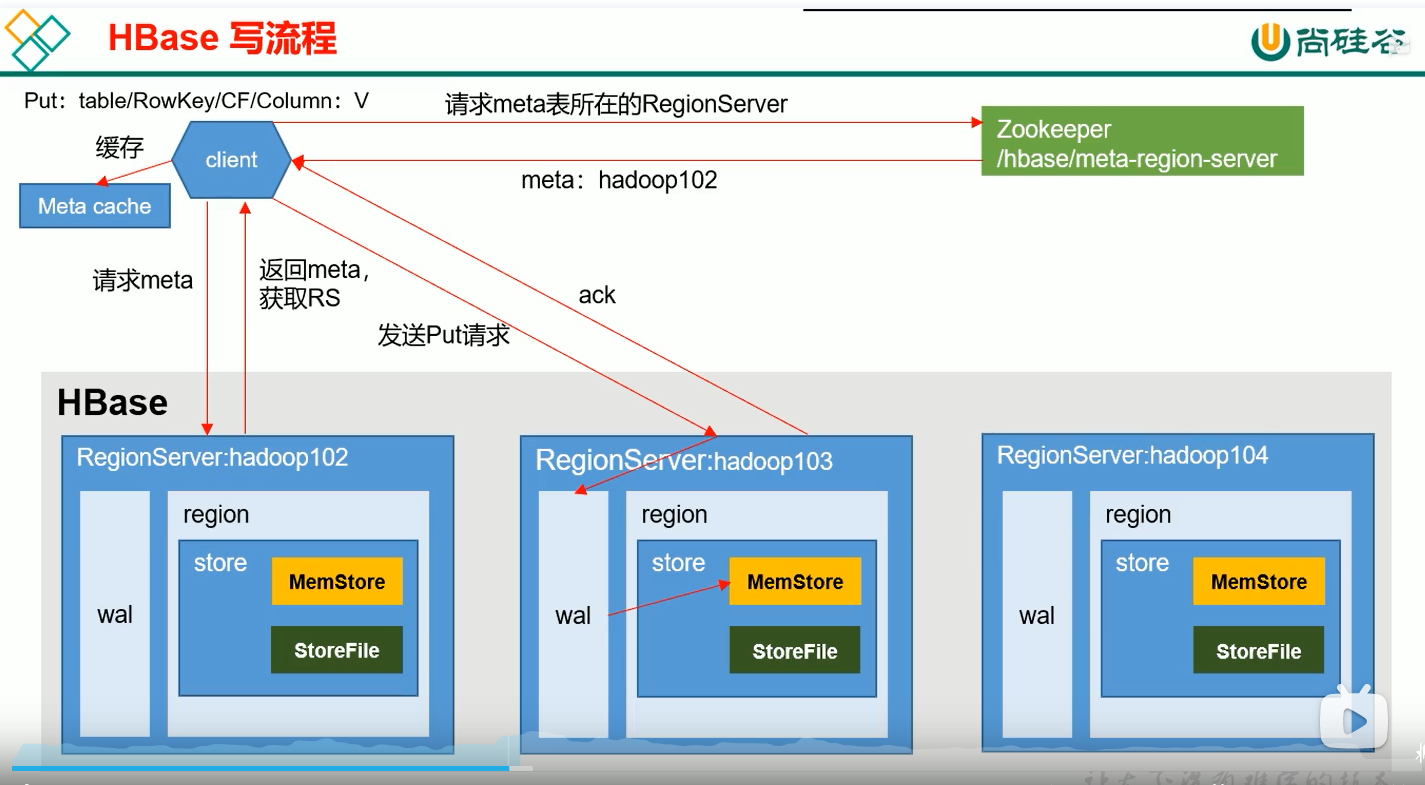 HBase 写流程
尚硅谷
Put：table/RowKey/CF/Column：V
请求meta表所在的RegionServer
Zookeeper
/hbase/meta-region-server
缓存
client
meta：hadoop102
Meta cache
请求meta
返回meta，
获取RS
ack
发送Put请求
HBase
RegionServer:hadoop102
RegionServer:hadoop103
RegionServer:hadoop104
region
region
region
store
store
store
MemStore
MemStore
MemStore
wal
wal
wal
StoreFile
StoreFile
StoreFile